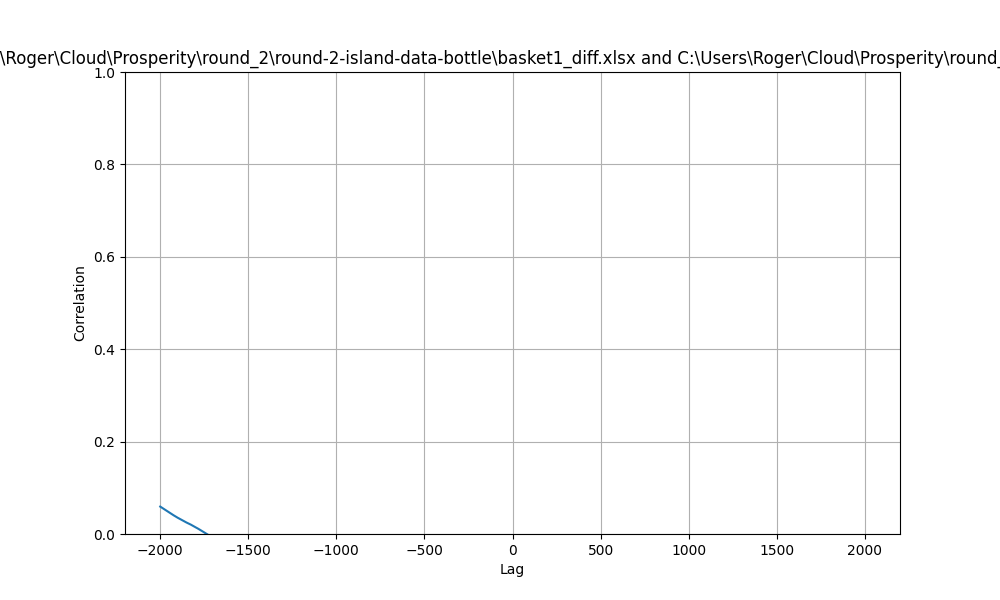 \Roger\Cloud\Prosperity\round_2\round-2-island-data-bottle\basket1_diff.xlsx and C:\Users\Roger\Cloud\Prosperity\round_
1.0
0.8
0.6
0.4
0.2
0.0
Correlation
−2000 −1500 −1000 −500 0 500 1000 1500 2000
Lag